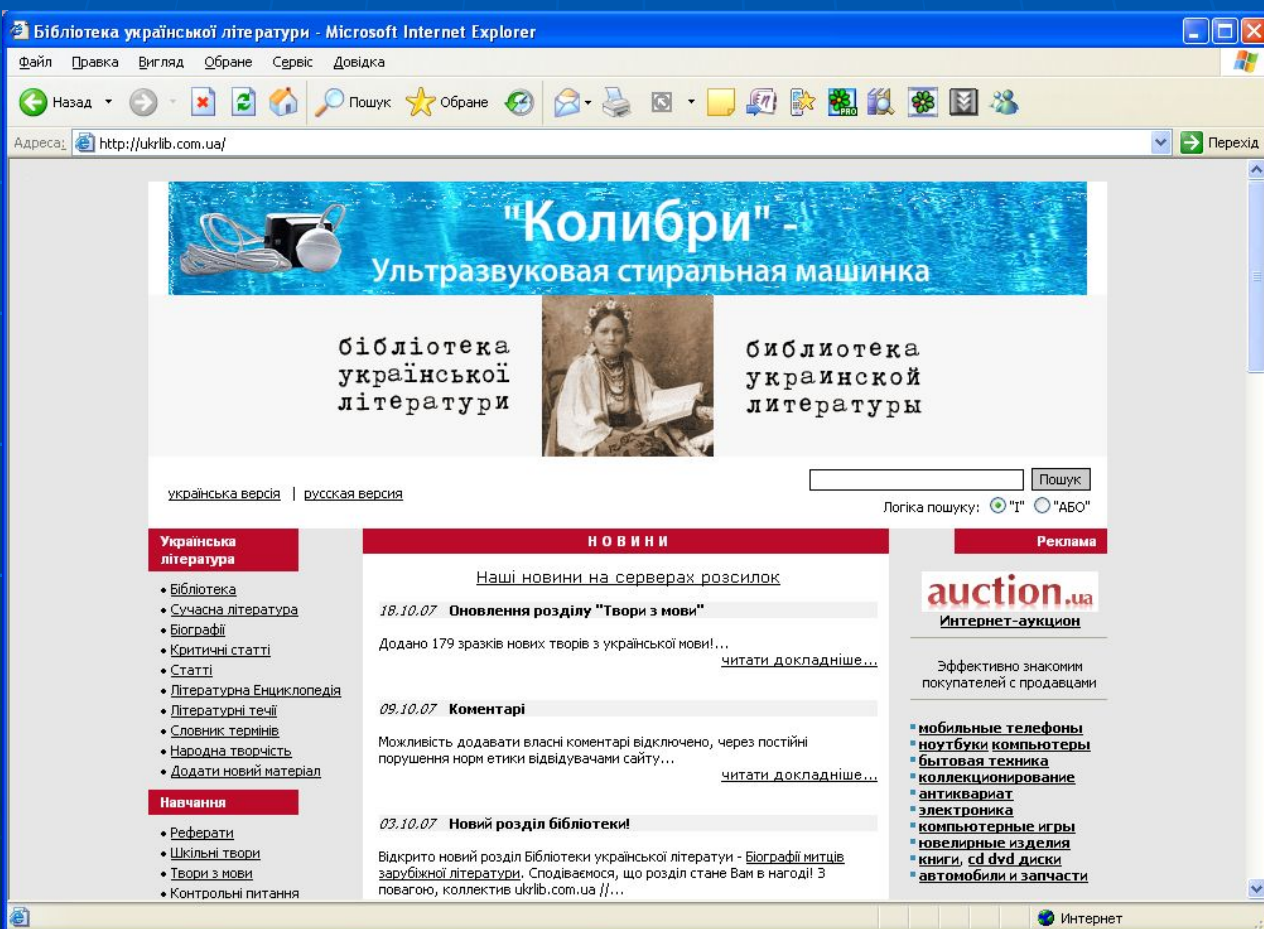 Бібліотека української літератури - Microsoft Internet Explorer
Файл Правка Вигляд Обране Сервіс Довідка
Назад Пошук Обране
Адреса: http://ukrlib.com.ua/ Перехід
"Колибри" -
Ультразвуковая стиральная машинка
бібліотека
української
літератури
библиотека
украинской
литературы
українська версія | русская версия
Пошук
Логіка пошуку: "І" "АБО"
Українська
література
• Бібліотека
• Сучасна література
• Біографії
• Критичні статті
• Статті
• Літературна Енциклопедія
• Літературні течії
• Словник термінів
• Народна творчість
• Додати новий матеріал
Навчання
• Реферати
• Шкільні твори
• Твори з мови
• Контрольні питання
НОВИНИ
Наші новини на серверах розсилок
18.10.07 Оновлення розділу "Твори з мови"
Додано 179 зразків нових творів з української мови!...
читати докладніше...
09.10.07 Коментарі
Можливість додавати власні коментарі відключено, через постійні
порушення норм етики відвідувачами сайту...
читати докладніше...
03.10.07 Новий розділ бібліотеки!
Відкрито новий розділ Бібліотеки української літератуи - Біографії митців
зарубіжної літератури. Сподіваємося, що розділ стане Вам в нагоді! З
повагою, коллектив ukrlib.com.ua //...
Реклама
auction.ua
Интернет-аукцион
Эффективно знакомим
покупателей с продавцами
мобильные телефоны
ноутбуки компьютеры
бытовая техника
коллекционирование
антиквариат
электроника
компьютерные игры
ювелирные изделия
книги, cd dvd диски
автомобили и запчасти
Интернет